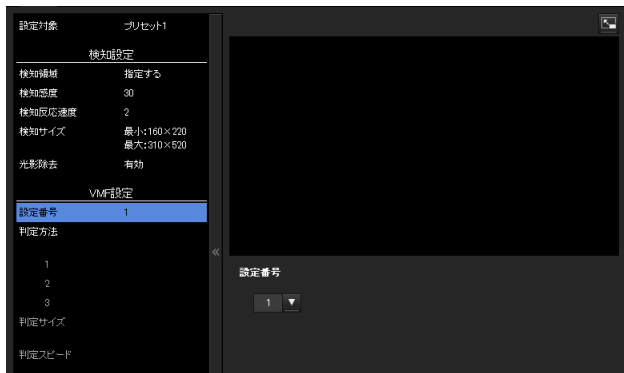 設定対象 プリセット1
検知設定
検知領域 指定する
検知感度 30
検知反応速度 2
検知サイズ 最小:160×220
最大:310×520
光影除去 有効
VMF設定
設定番号 1
判定方法
1
2
3
判定サイズ
判定スピード
«
設定番号
1 ▼